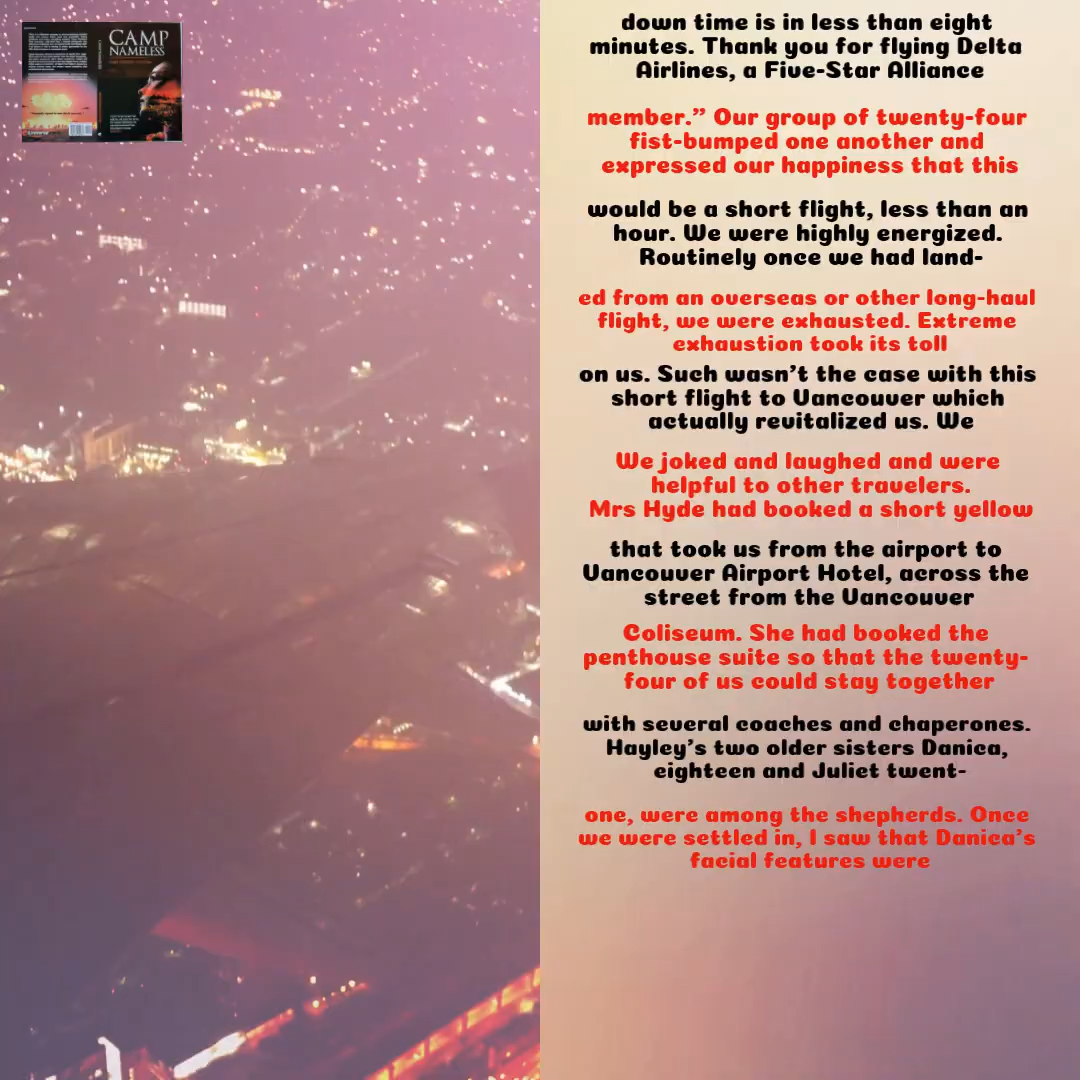 CAMP
NAMELESS
down time is in less than eight
minutes. Thank you for flying Delta
Airlines, a Five-Star Alliance
member.” Our group of twenty-four
fist-bumped one another and
expressed our happiness that this
would be a short flight, less than an
hour. We were highly energized.
Routinely once we had land-
ed from an overseas or other long-haul
flight, we were exhausted. Extreme
exhaustion took its toll
on us. Such wasn’t the case with this
short flight to Vancouver which
actually revitalized us. We
We joked and laughed and were
helpful to other travelers.
Mrs Hyde had booked a short yellow
that took us from the airport to
Vancouver Airport Hotel, across the
street from the Vancouver
Coliseum. She had booked the
penthouse suite so that the twenty-
four of us could stay together
with several coaches and chaperones.
Hayley’s two older sisters Danica,
eighteen and Juliet twent-
one, were among the shepherds. Once
we were settled in, I saw that Danica’s
facial features were